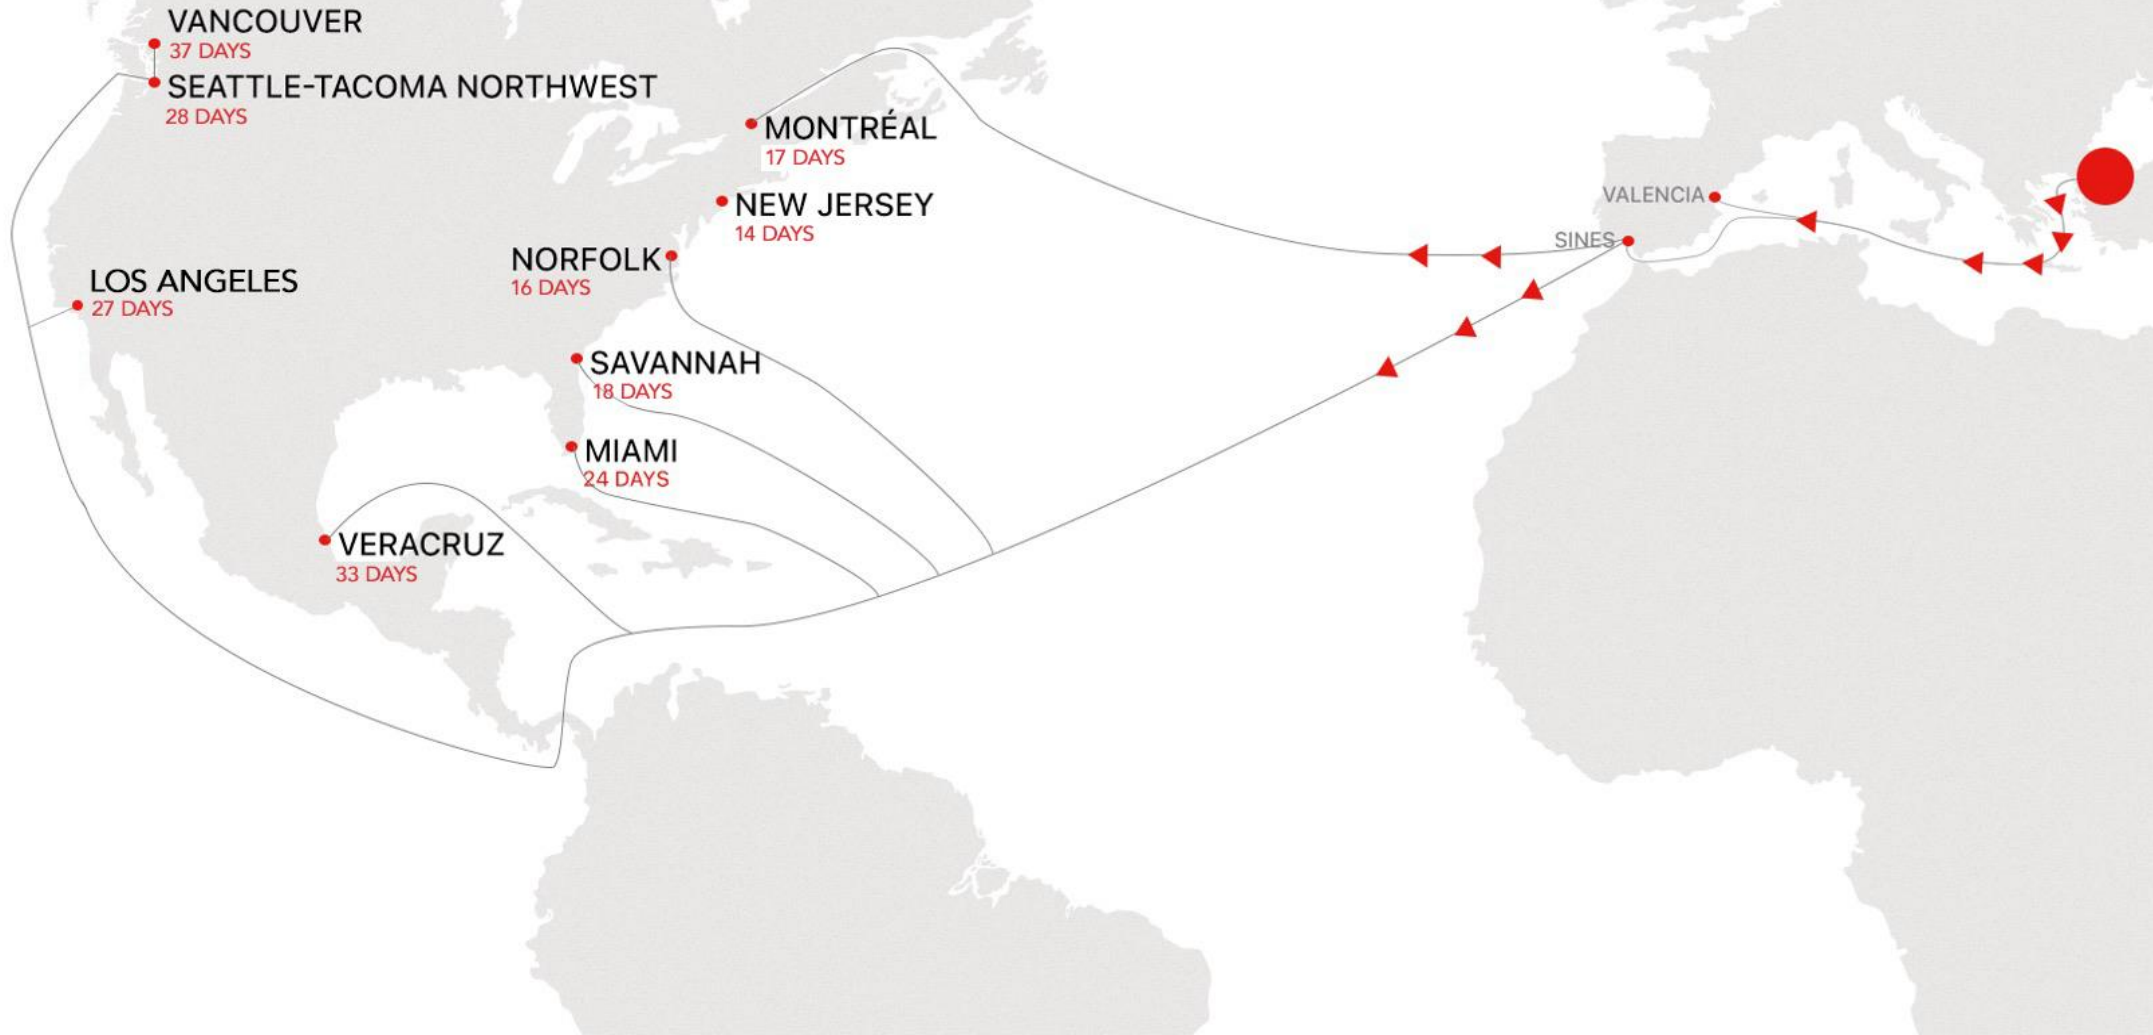 VANCOUVER
37 DAYS
SEATTLE-TACOMA NORTHWEST
28 DAYS
MONTRÉAL
17 DAYS
NEW JERSEY
14 DAYS
VALENCIA
SINES
NORFOLK
16 DAYS
LOS ANGELES
27 DAYS
SAVANNAH
18 DAYS
MIAMI
24 DAYS
VERACRUZ
33 DAYS